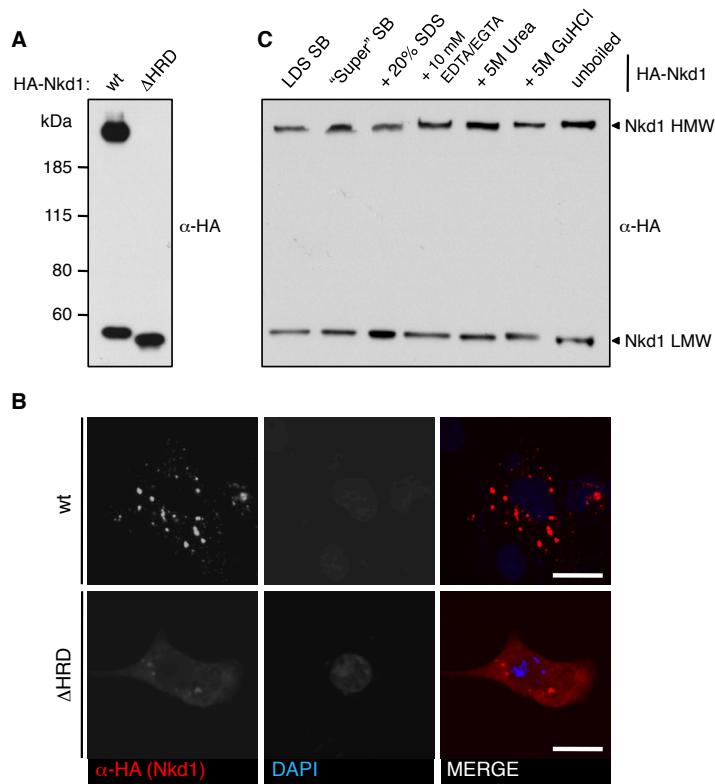 A
HA-Nkd1:
wt
ΔHRD
kDa
185
115
80
60
α-HA
C
LDS SB
“Super” SB
+ 20% SDS
+ 10 mM
EDTA/EGTA
+ 5M Urea
+ 5M GuHCl
unboiled
HA-Nkd1
Nkd1 HMW
α-HA
Nkd1 LMW
B
wt
ΔHRD
α-HA (Nkd1)
DAPI
MERGE